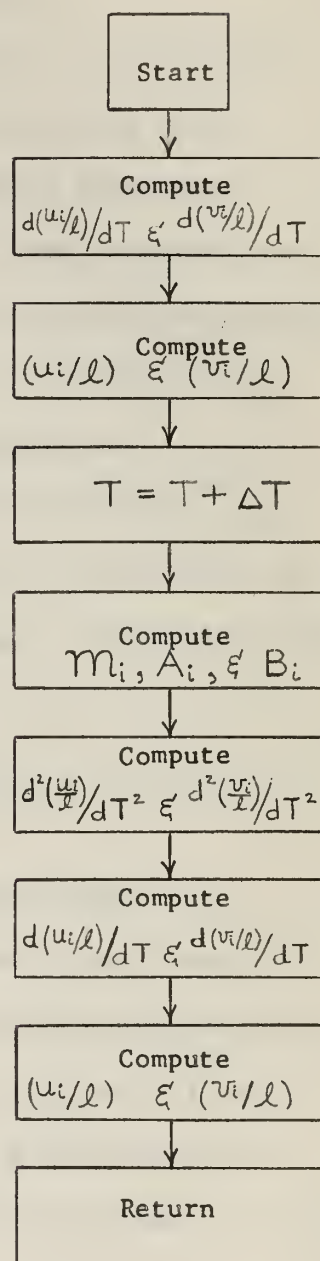 Start
Compute
d(ui/l)/dT & d(vi/l)/dT
Compute
(ui/l) & (vi/l)
T = T + ΔT
Compute
mi, Ai, & Bi
Compute
d²(ui/l)/dT² & d²(vi/l)/dT²
Compute
d(ui/l)/dT & d(vi/l)/dT
Compute
(ui/l) & (vi/l)
Return